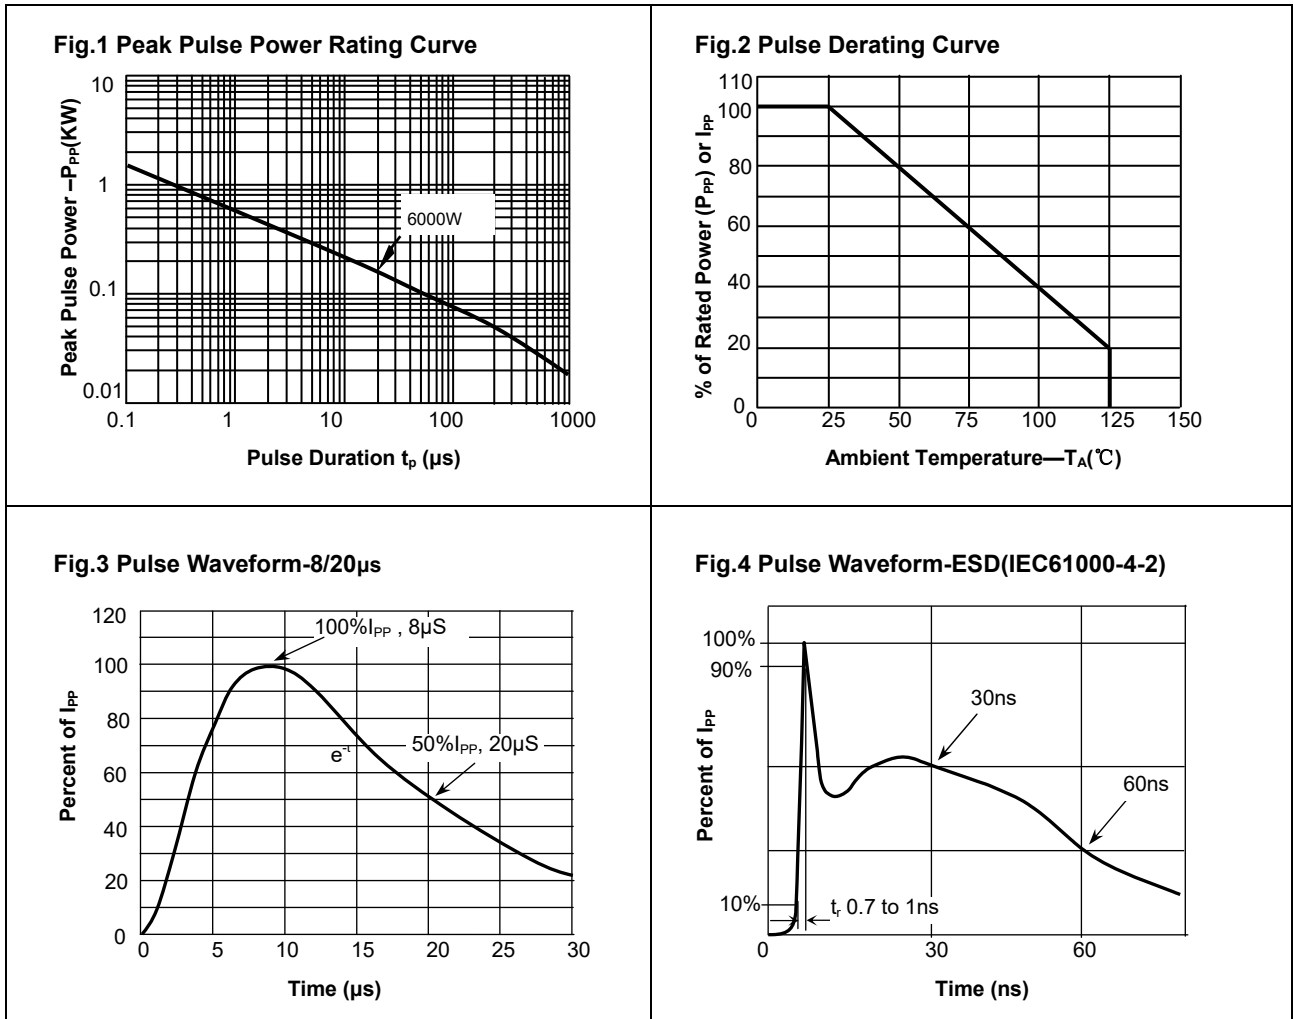 Fig.1 Peak Pulse Power Rating Curve
Peak Pulse Power –PPP(KW)
10
1
0.1
0.01
6000W
0.1 1 10 100 1000
Pulse Duration tp (µs)
Fig.2 Pulse Derating Curve
% of Rated Power (PPP) or IPP
110
100
80
60
40
20
0
25 50 75 100 125 150
Ambient Temperature—TA(℃)
Fig.3 Pulse Waveform-8/20µs
Percent of IPP
120
100
80
60
40
20
0
100%IPP , 8µS
e-t
50%IPP, 20µS
0 5 10 15 20 25 30
Time (µs)
Fig.4 Pulse Waveform-ESD(IEC61000-4-2)
Percent of IPP
100%
90%
10%
30ns
60ns
tr 0.7 to 1ns
0 30 60
Time (ns)